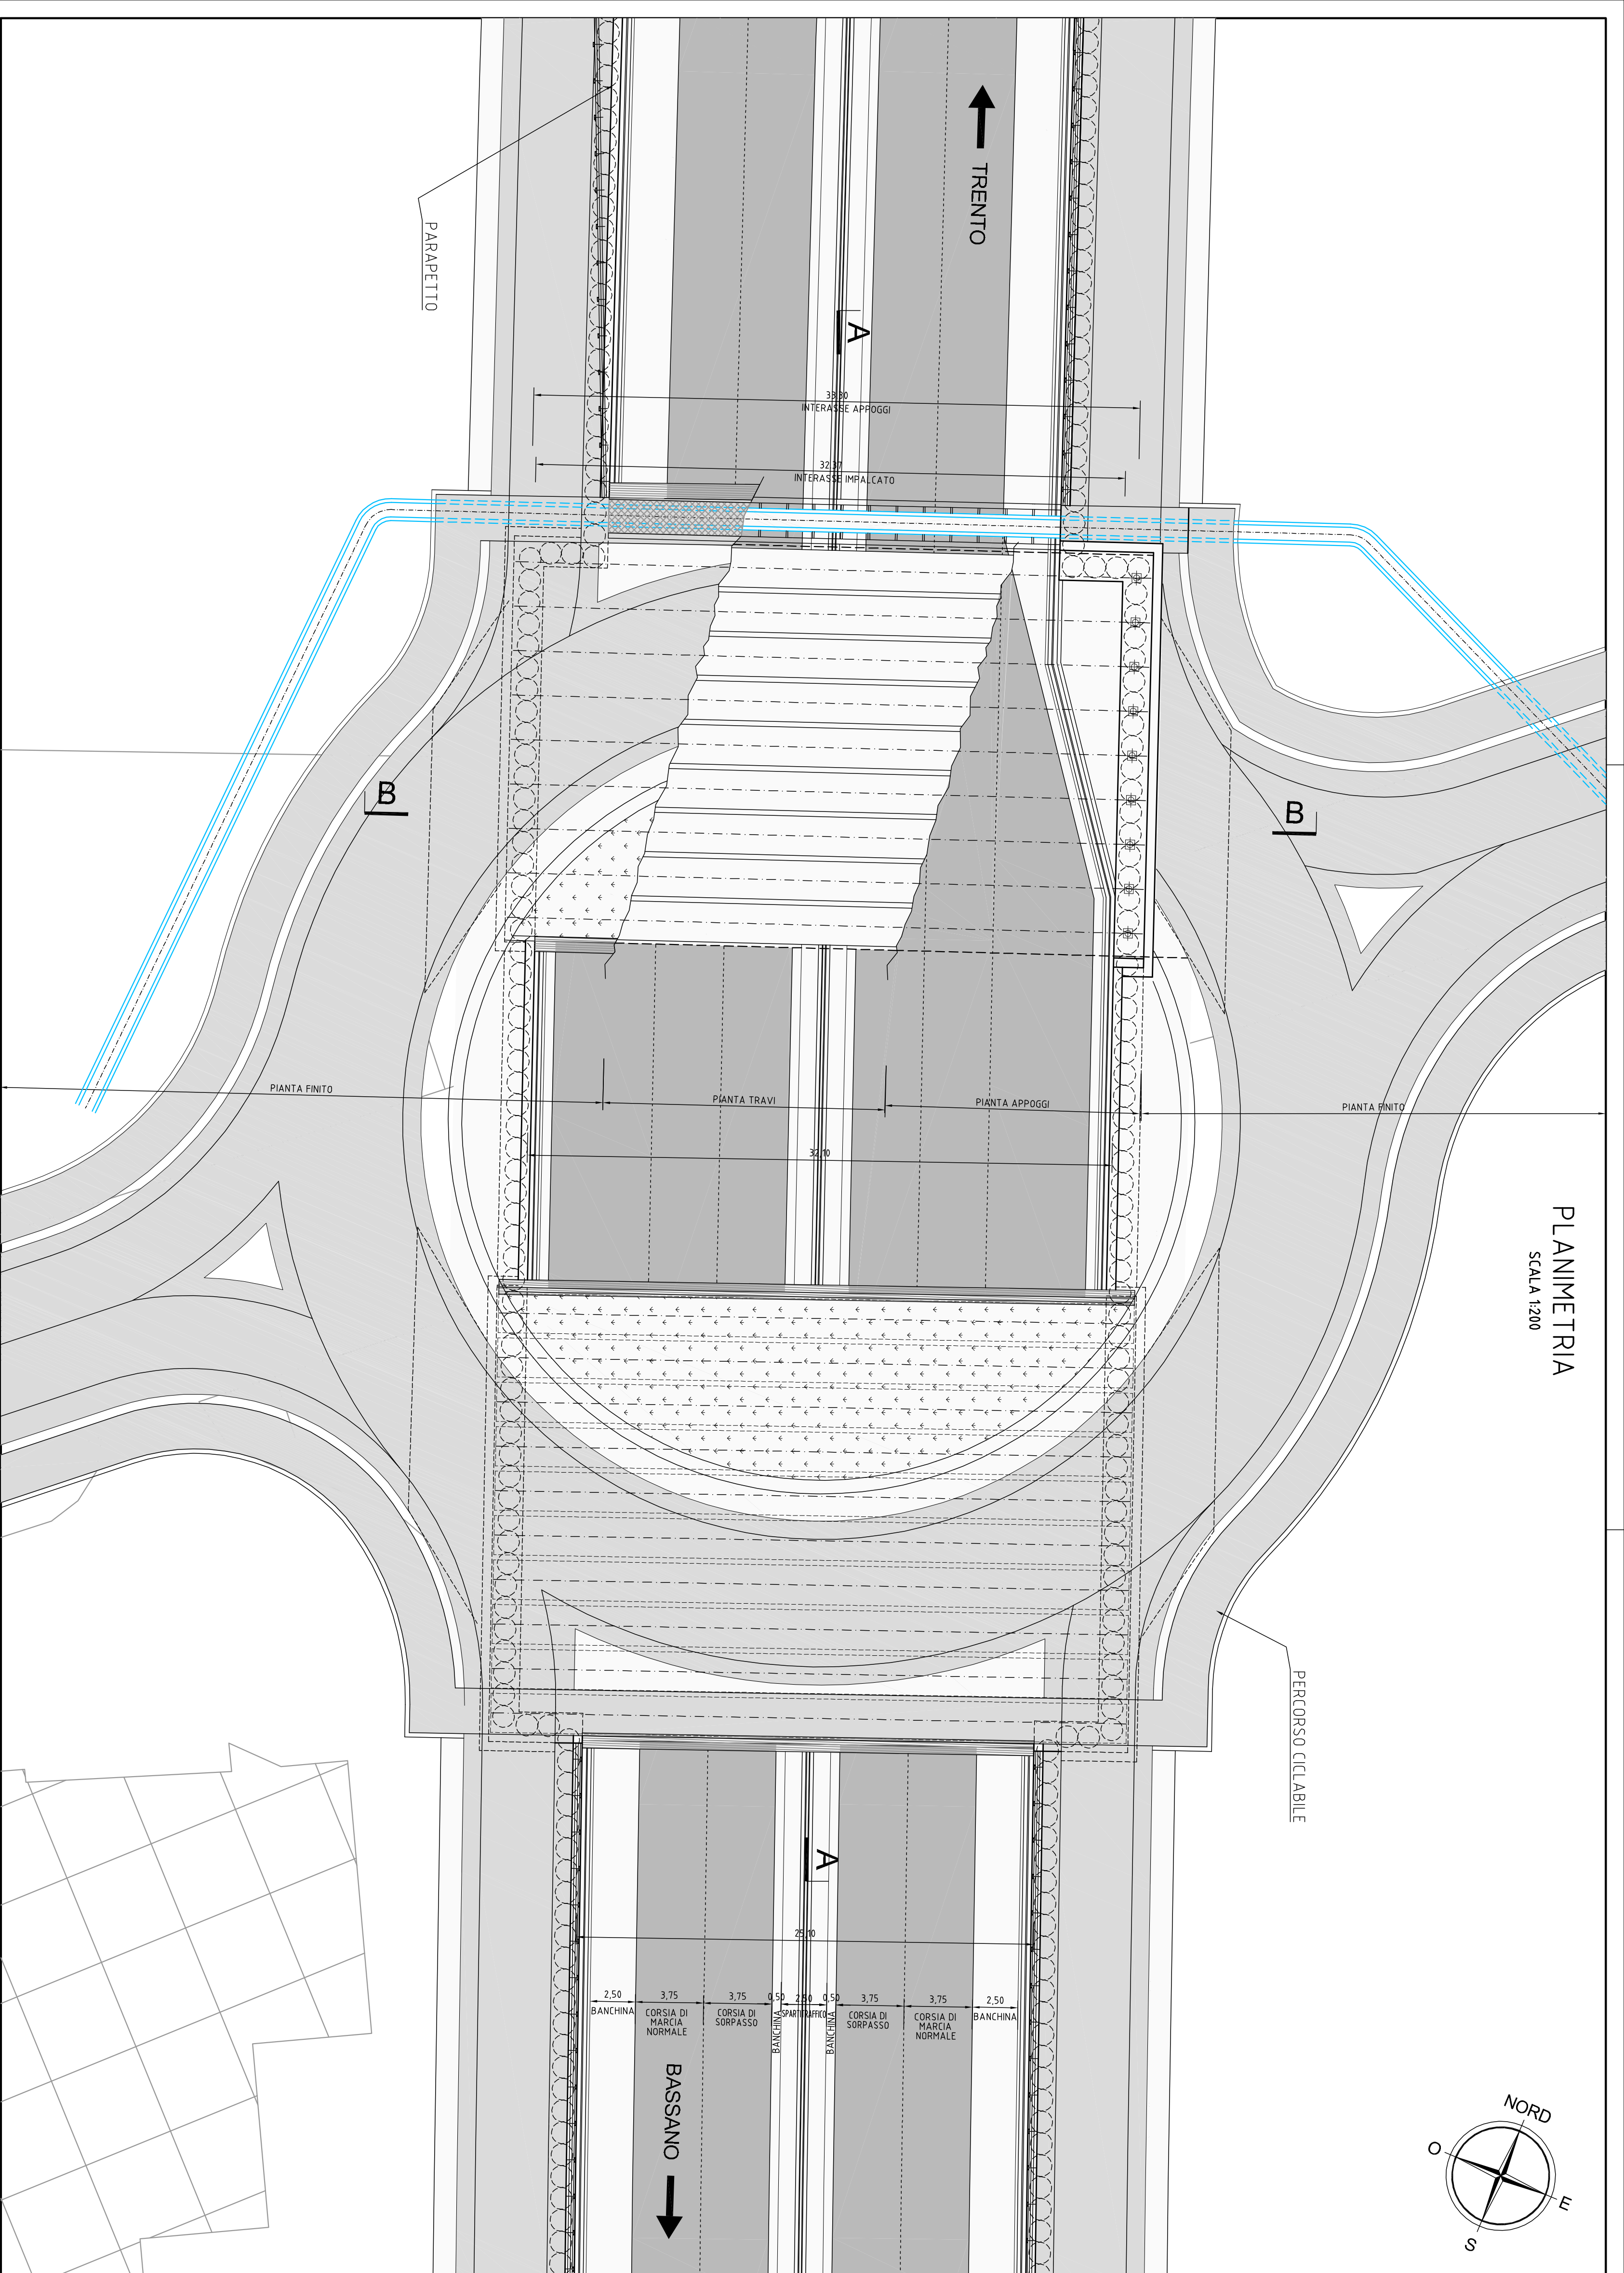 TRENTO
PARAPETTO
A
33,30
INTERASSE APPOGGI
32,37
INTERASSE IMPALCATO
B
B
PIANTA FINITO
PIANTA TRAVI
PIANTA APPOGGI
PIANTA FINITO
32,10
PLANIMETRIA
SCALA 1:200
PERCORSO CICLABILE
A
25,10
2,50
3,75
3,75
0,50
2,50
0,50
3,75
3,75
2,50
BANCHINA
CORSIA DI
MARCIA
NORMALE
CORSIA DI
SORPASSO
BANCHINA
SPARTITRAFFICO
BANCHINA
CORSIA DI
SORPASSO
CORSIA DI
MARCIA
NORMALE
BANCHINA
BASSANO
NORD
O
E
S